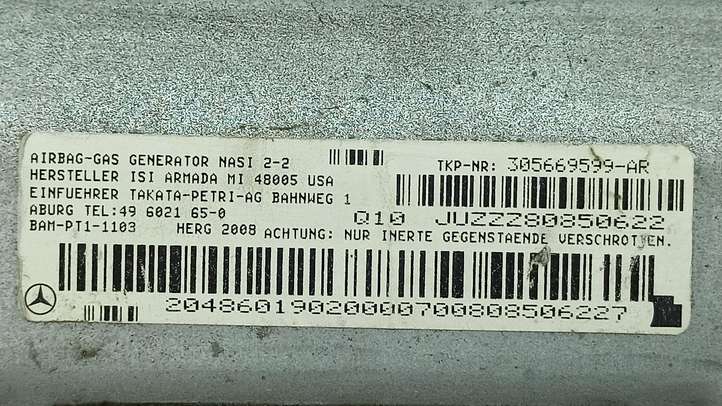 AIRBAG-GAS GENERATOR NASI 2-2
HERSTELLER ISI ARMADA MI 48005 USA
EINFUEHRER TAKATA-PETRI-AG BAHNWEG 1
ABURG TEL:49 6021 65-0
BAM-PT1-1103 HERG 2008 ACHTUNG: NUR INERTE GEGENSTAENDE VERSCHROTTEN.
TKP-NR: 305669599-AR
Q10 JUZZZ80850622
20486019020000700808506227